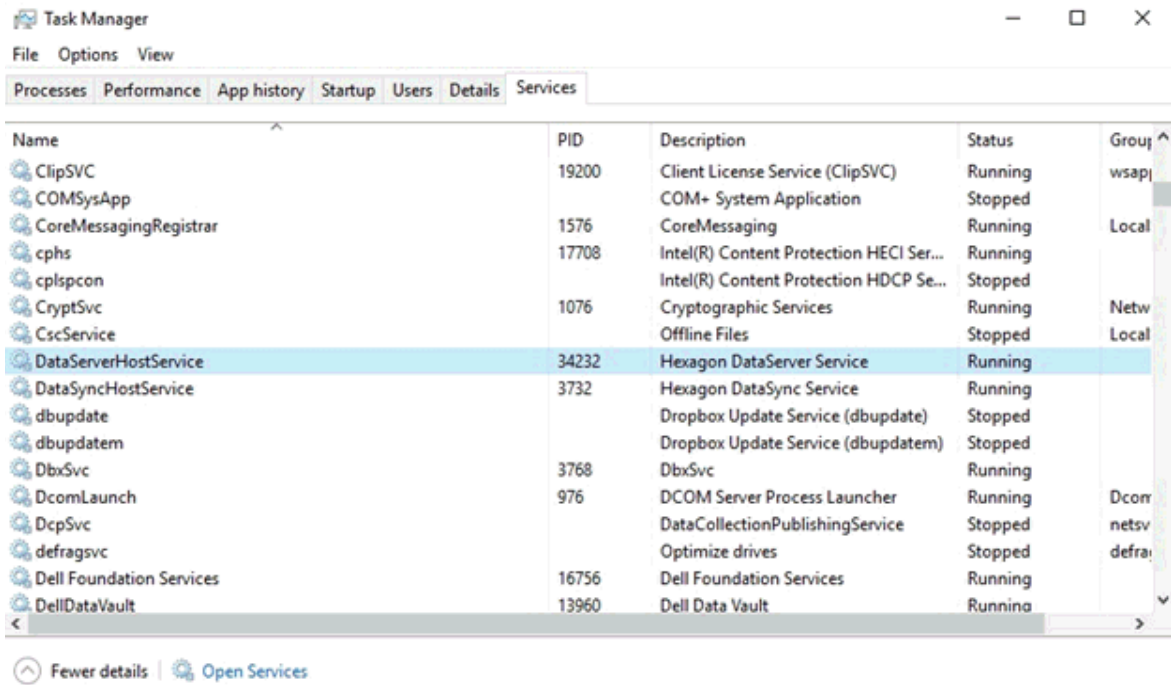 Task Manager
File Options View
Processes Performance App history Startup Users Details Services
Name PID Description Status Group
ClipSVC 19200 Client License Service (ClipSVC) Running wsapp
COMSysApp COM+ System Application Stopped
CoreMessagingRegistrar 1576 CoreMessaging Running Local
cphs 17708 Intel(R) Content Protection HECI Ser... Running
cplspcon Intel(R) Content Protection HDCP Se... Stopped
CryptSvc 1076 Cryptographic Services Running Netw
CscService Offline Files Stopped Local
DataServerHostService 34232 Hexagon DataServer Service Running
DataSyncHostService 3732 Hexagon DataSync Service Running
dbupdate Dropbox Update Service (dbupdate) Stopped
dbupdatem Dropbox Update Service (dbupdatem) Stopped
DbxSvc 3768 DbxSvc Running
DcomLaunch 976 DCOM Server Process Launcher Running Dcom
DcpSvc DataCollectionPublishingService Stopped netsv
defragsvc Optimize drives Stopped defrag
Dell Foundation Services 16756 Dell Foundation Services Running
DellDataVault 13960 Dell Data Vault Running
Fewer details Open Services